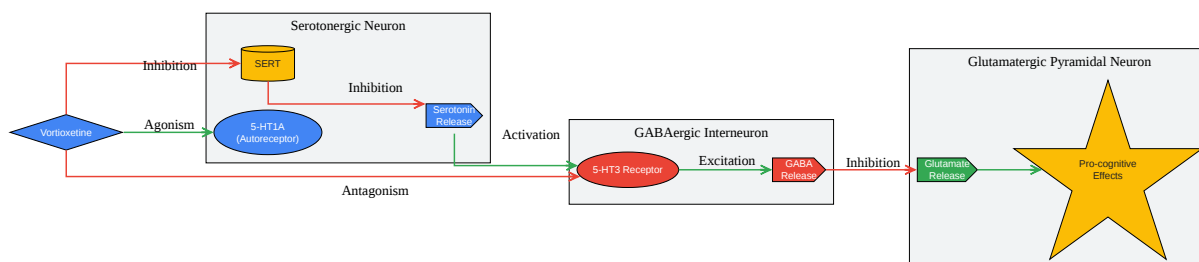 Serotonergic Neuron
SERT
Inhibition
Inhibition
Serotonin
Release
Vortioxetine
Agonism
5-HT1A
(Autoreceptor)
Activation
Antagonism
GABAergic Interneuron
5-HT3 Receptor
Excitation
GABA
Release
Inhibition
Glutamatergic Pyramidal Neuron
Glutamate
Release
Pro-cognitive
Effects